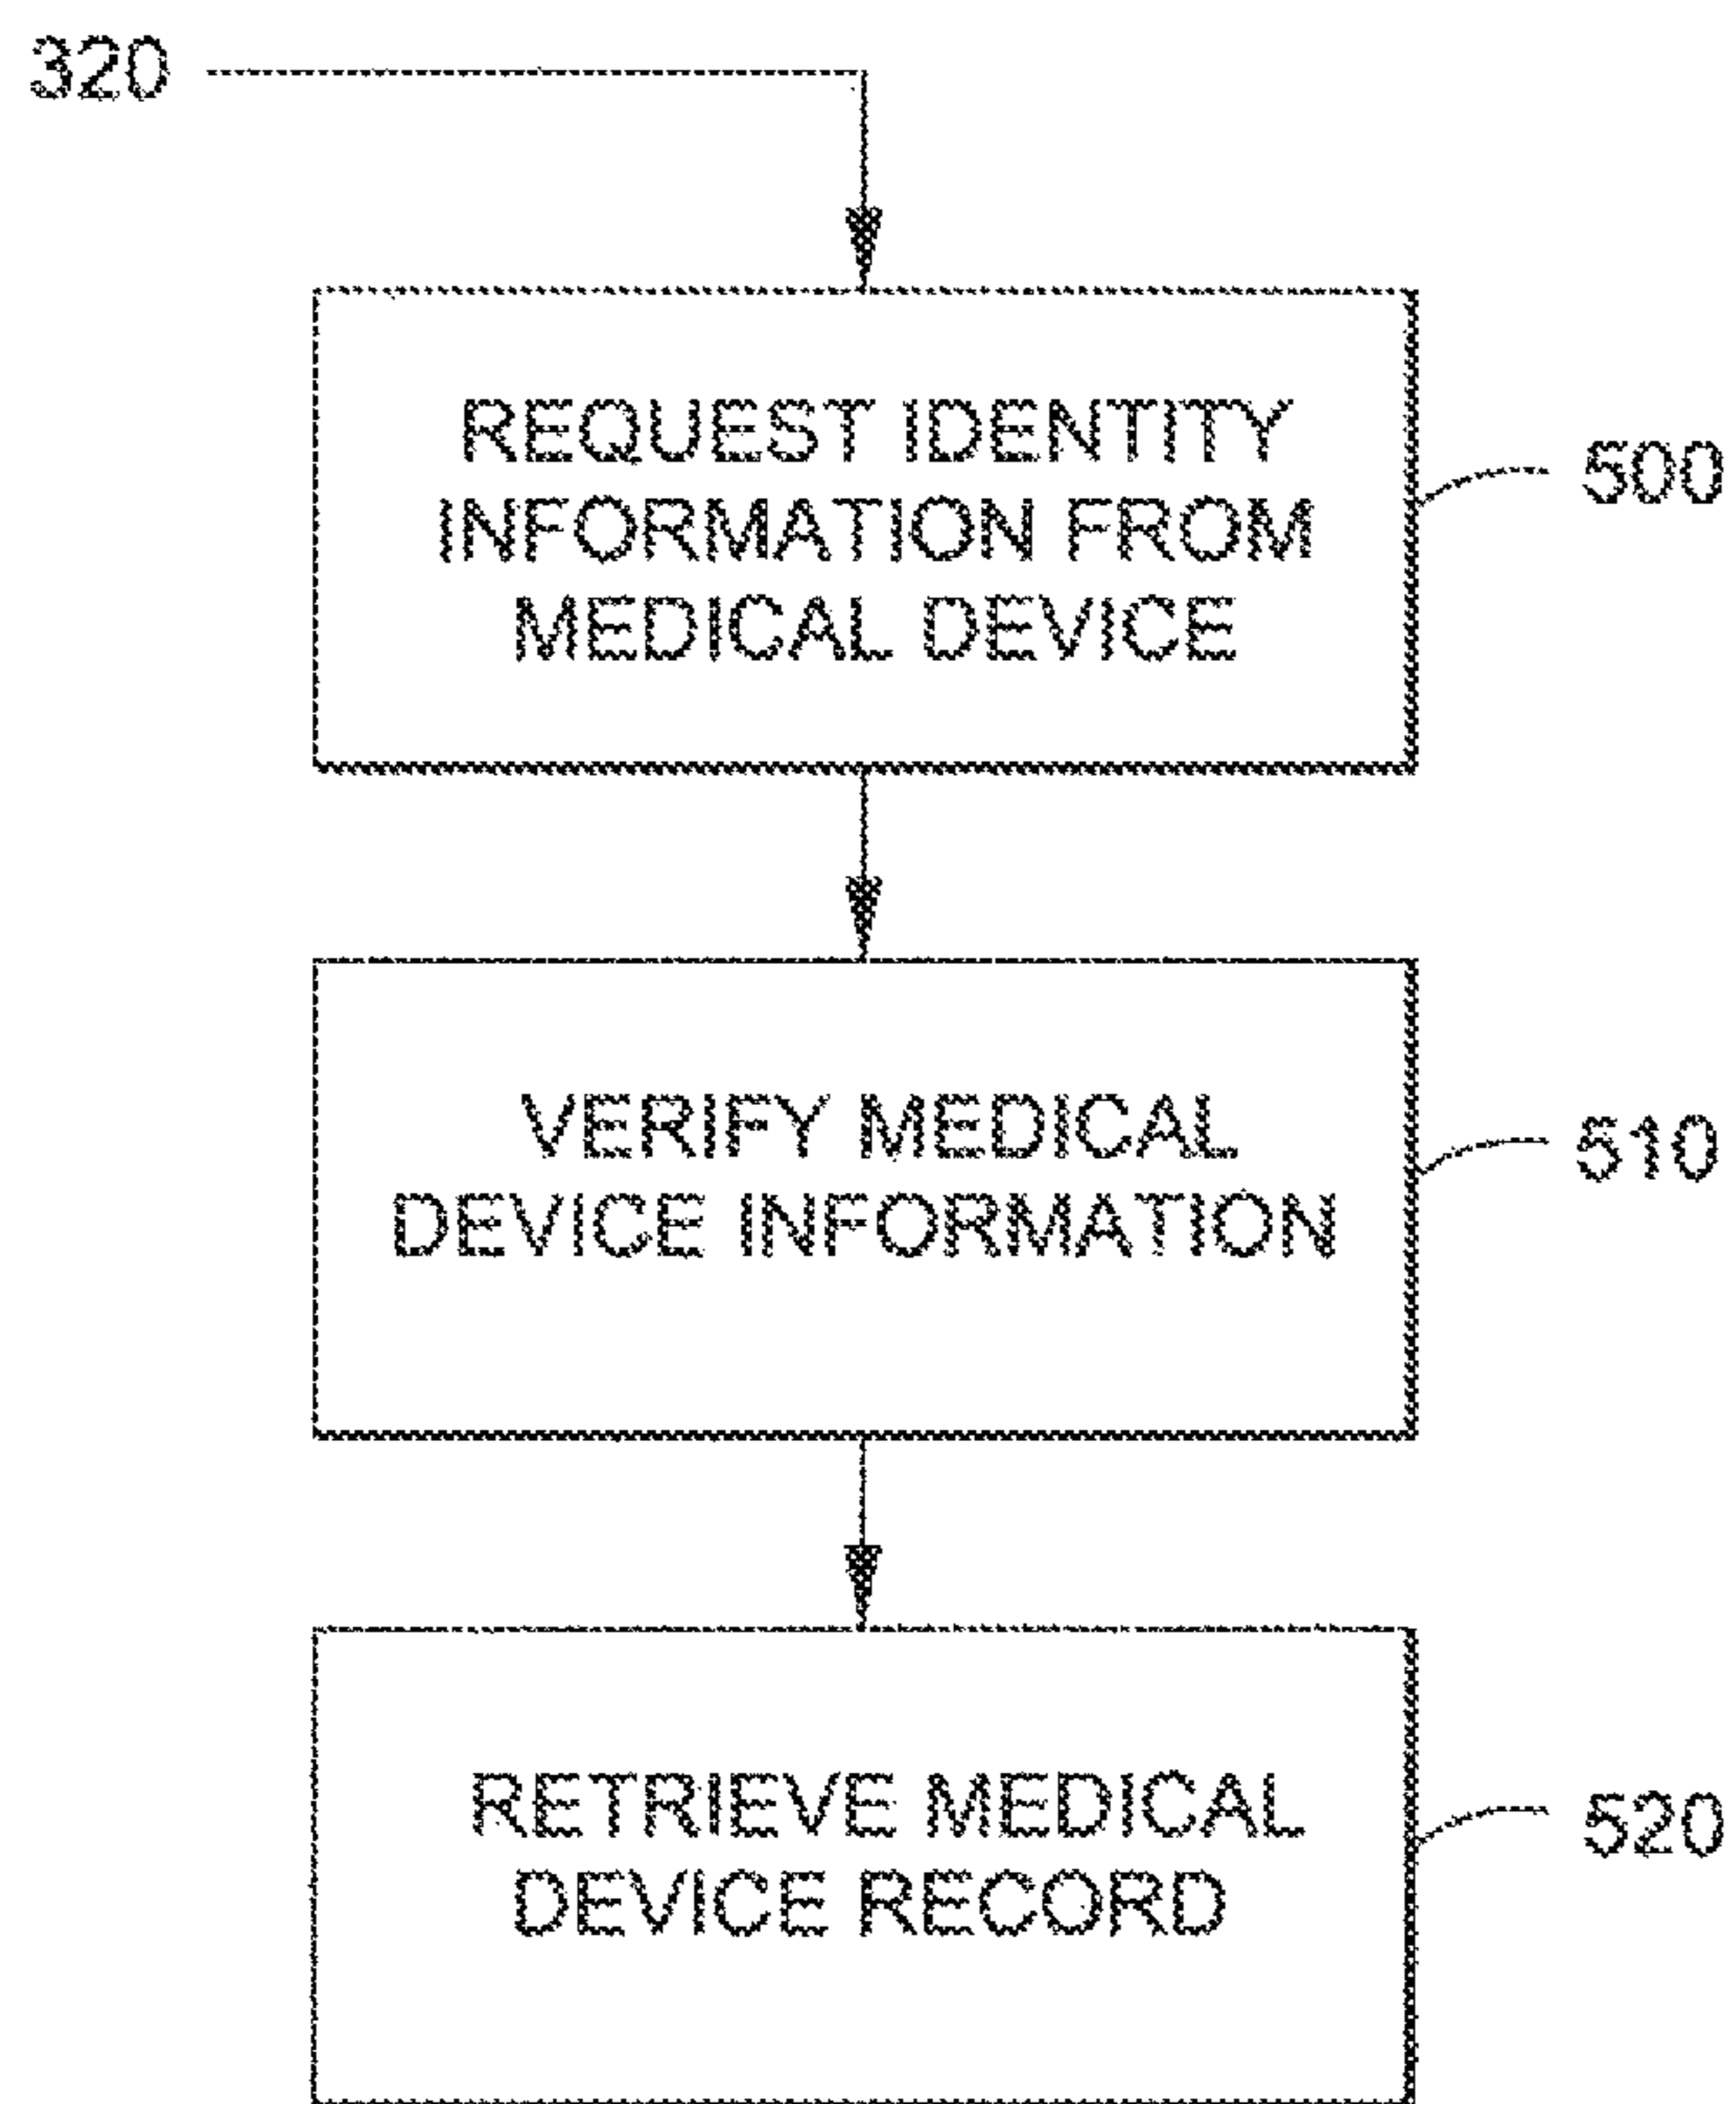 320
REQUEST IDENTITY
INFORMATION FROM
MEDICAL DEVICE
500
VERIFY MEDICAL
DEVICE INFORMATION
510
RETRIEVE MEDICAL
DEVICE RECORD
520